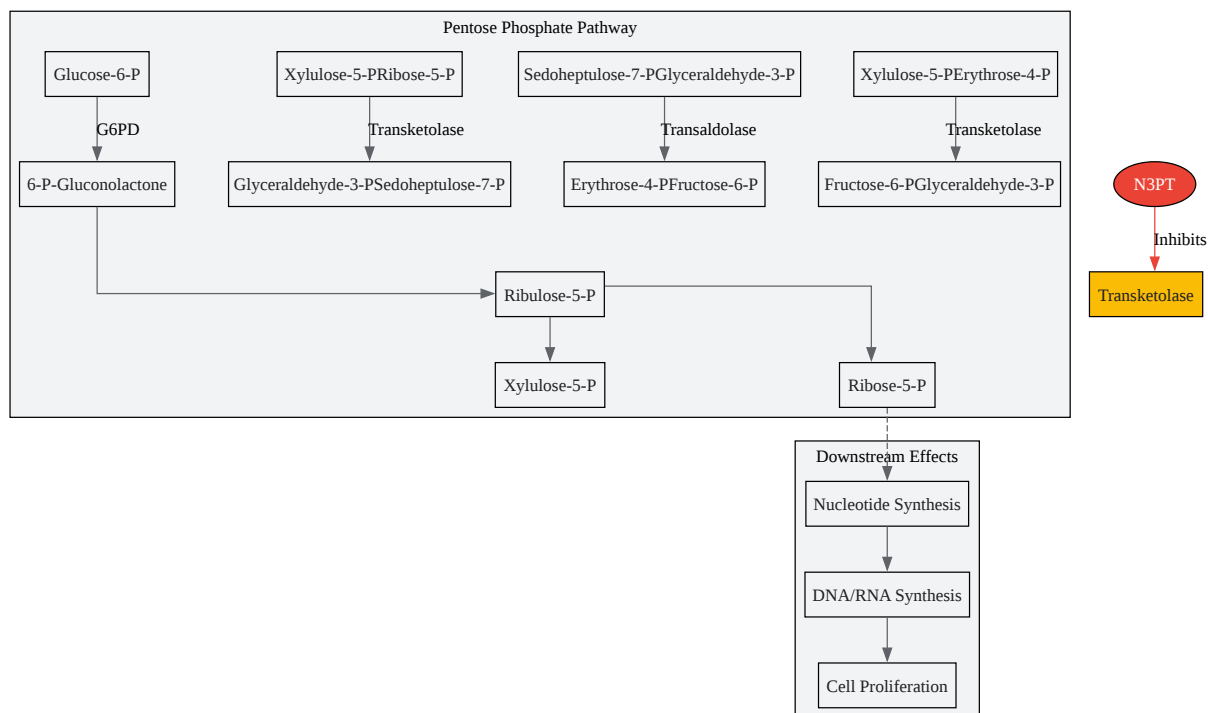 Pentose Phosphate Pathway
Glucose-6-P
Xylulose-5-PRibose-5-P
Sedoheptulose-7-PGlyceraldehyde-3-P
Xylulose-5-PErythrose-4-P
G6PD
Transketolase
Transaldolase
Transketolase
6-P-Gluconolactone
Glyceraldehyde-3-PSedoheptulose-7-P
Erythrose-4-PFructose-6-P
Fructose-6-PGlyceraldehyde-3-P
N3PT
Inhibits
Ribulose-5-P
Transketolase
Xylulose-5-P
Ribose-5-P
Downstream Effects
Nucleotide Synthesis
DNA/RNA Synthesis
Cell Proliferation